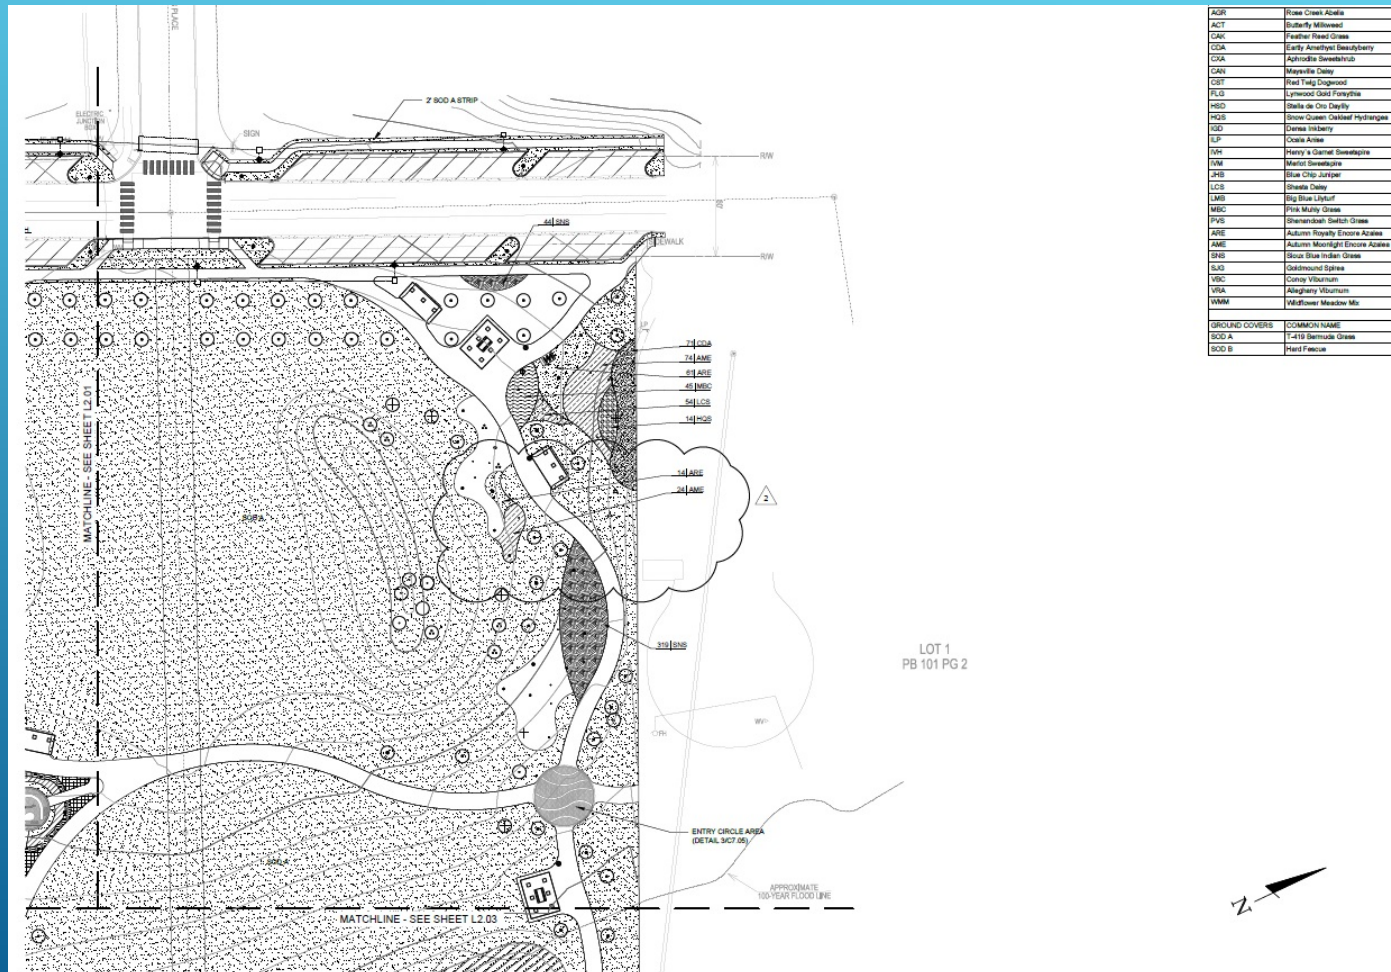 PLACE
AGR Rose Creek Abelia
ACT Butterfly Milkweed
CAK Feather Reed Grass
CDA Early Amethyst Beautyberry
CXA Aphrodite Sweetshrub
CAN Maysville Daisy
CST Red Twig Dogwood
FLG Lynwood Gold Forsythia
HSD Stella de Oro Daylily
HQS Snow Queen Oakleaf Hydrangea
IGD Densa Inkberry
ILP Ocala Anise
IVH Henry's Garnet Sweetspire
IVM Merlot Sweetspire
JHB Blue Chip Juniper
LCS Shasta Daisy
LMB Big Blue Lilyturf
MBC Pink Muhly Grass
PVS Shenandoah Switch Grass
ARE Autumn Royalty Encore Azalea
AME Autumn Moonlight Encore Azalea
SNS Sioux Blue Indian Grass
SJG Goldmound Spirea
VBC Conoy Viburnum
VRA Allegheny Viburnum
WMM Wildflower Meadow Mix
GROUND COVERS COMMON NAME
SOD A T-419 Bermuda Grass
SOD B Hard Fescue
2' SOD A STRIP
ELECTRIC
JUNCTION
BOX
SIGN
R/W
80'
44 SNS
SIDEWALK
R/W
71 CDA
74 AME
61 ARE
45 MBC
54 LCS
14 HQS
14 ARE
24 AME
2
MATCHLINE - SEE SHEET L2.01
SOD A
319 SNS
LOT 1
PB 101 PG 2
WV
FH
ENTRY CIRCLE AREA
(DETAIL 3/C7.05)
SOD A
APPROXIMATE
100-YEAR FLOOD LINE
MATCHLINE - SEE SHEET L2.03
N